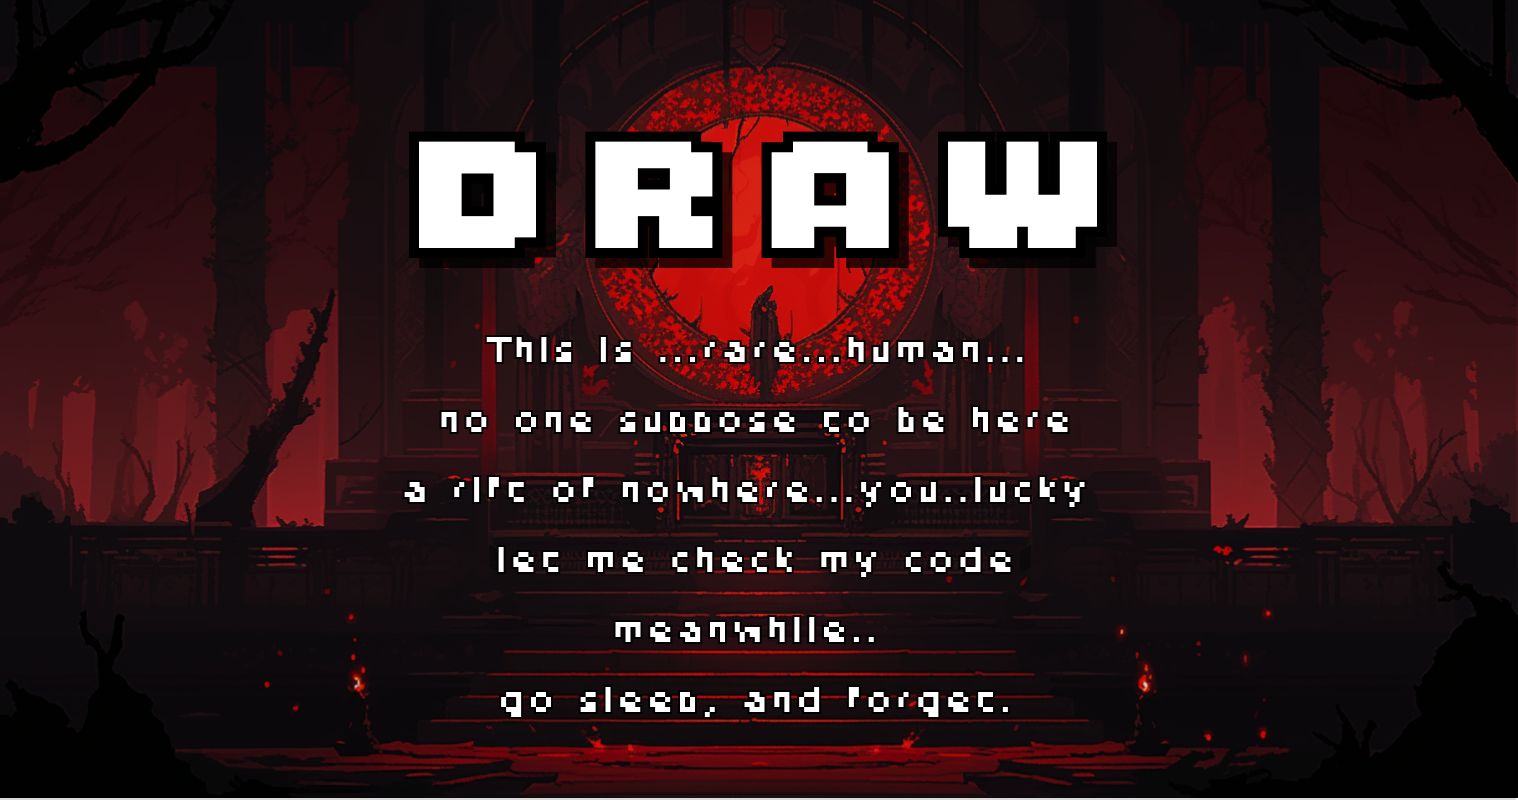 DRAW
This is ...rare...human...
no one suppose to be here
a rift of nowhere...you..lucky
let me check my code
meanwhile..
go sleep, and forget.